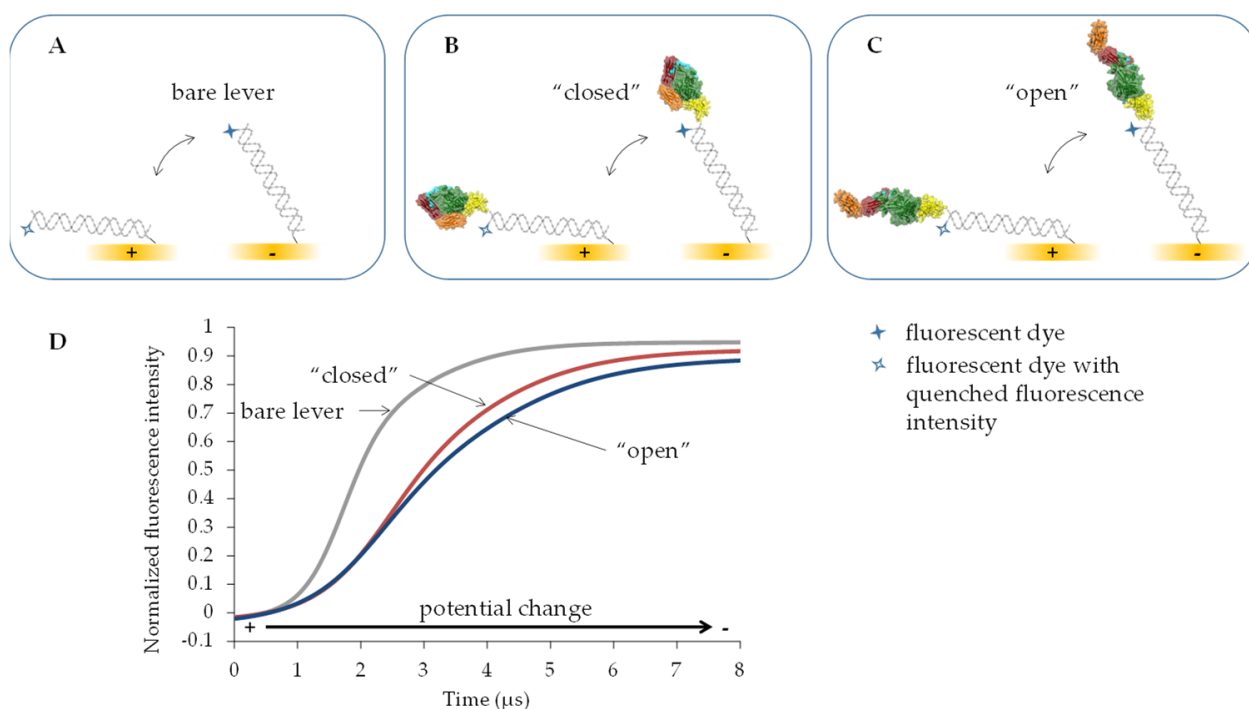 A
bare lever
+
-
B
“closed”
+
-
C
“open”
+
-
D
Normalized fluorescence intensity
1
0.9
0.8
0.7
0.6
0.5
0.4
0.3
0.2
0.1
0
-0.1
“closed”
bare lever
“open”
potential change
+
-
0 1 2 3 4 5 6 7 8
Time (μs)
fluorescent dye
fluorescent dye with
quenched fluorescence
intensity